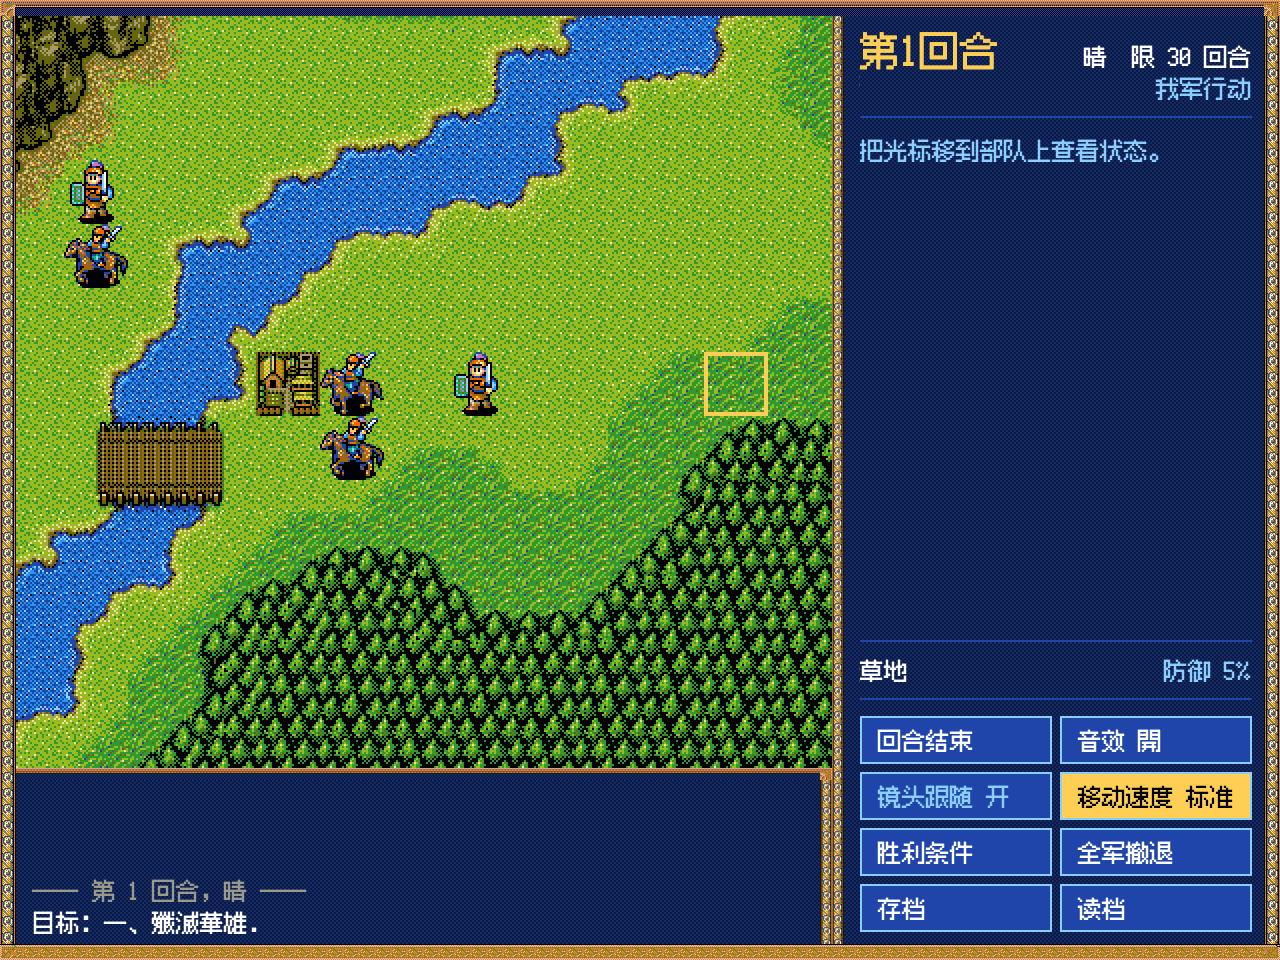 第1回合
晴 限 30 回合
我军行动
把光标移到部队上查看状态。
草地 防御 5%
回合结束 音效 開
镜头跟随 开 移动速度 标准
胜利条件 全军撤退
存档 读档
—— 第 1 回合，晴 ——
目标：一、殲滅華雄．